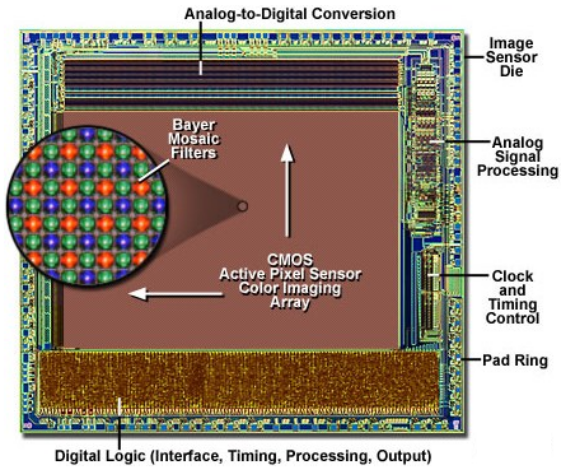 Analog-to-Digital Conversion
Image
Sensor
Die
Bayer
Mosaic
Filters
Analog
Signal
Processing
CMOS
Active Pixel Sensor
Color Imaging
Array
Clock
and
Timing
Control
Pad Ring
Digital Logic (Interface, Timing, Processing, Output)